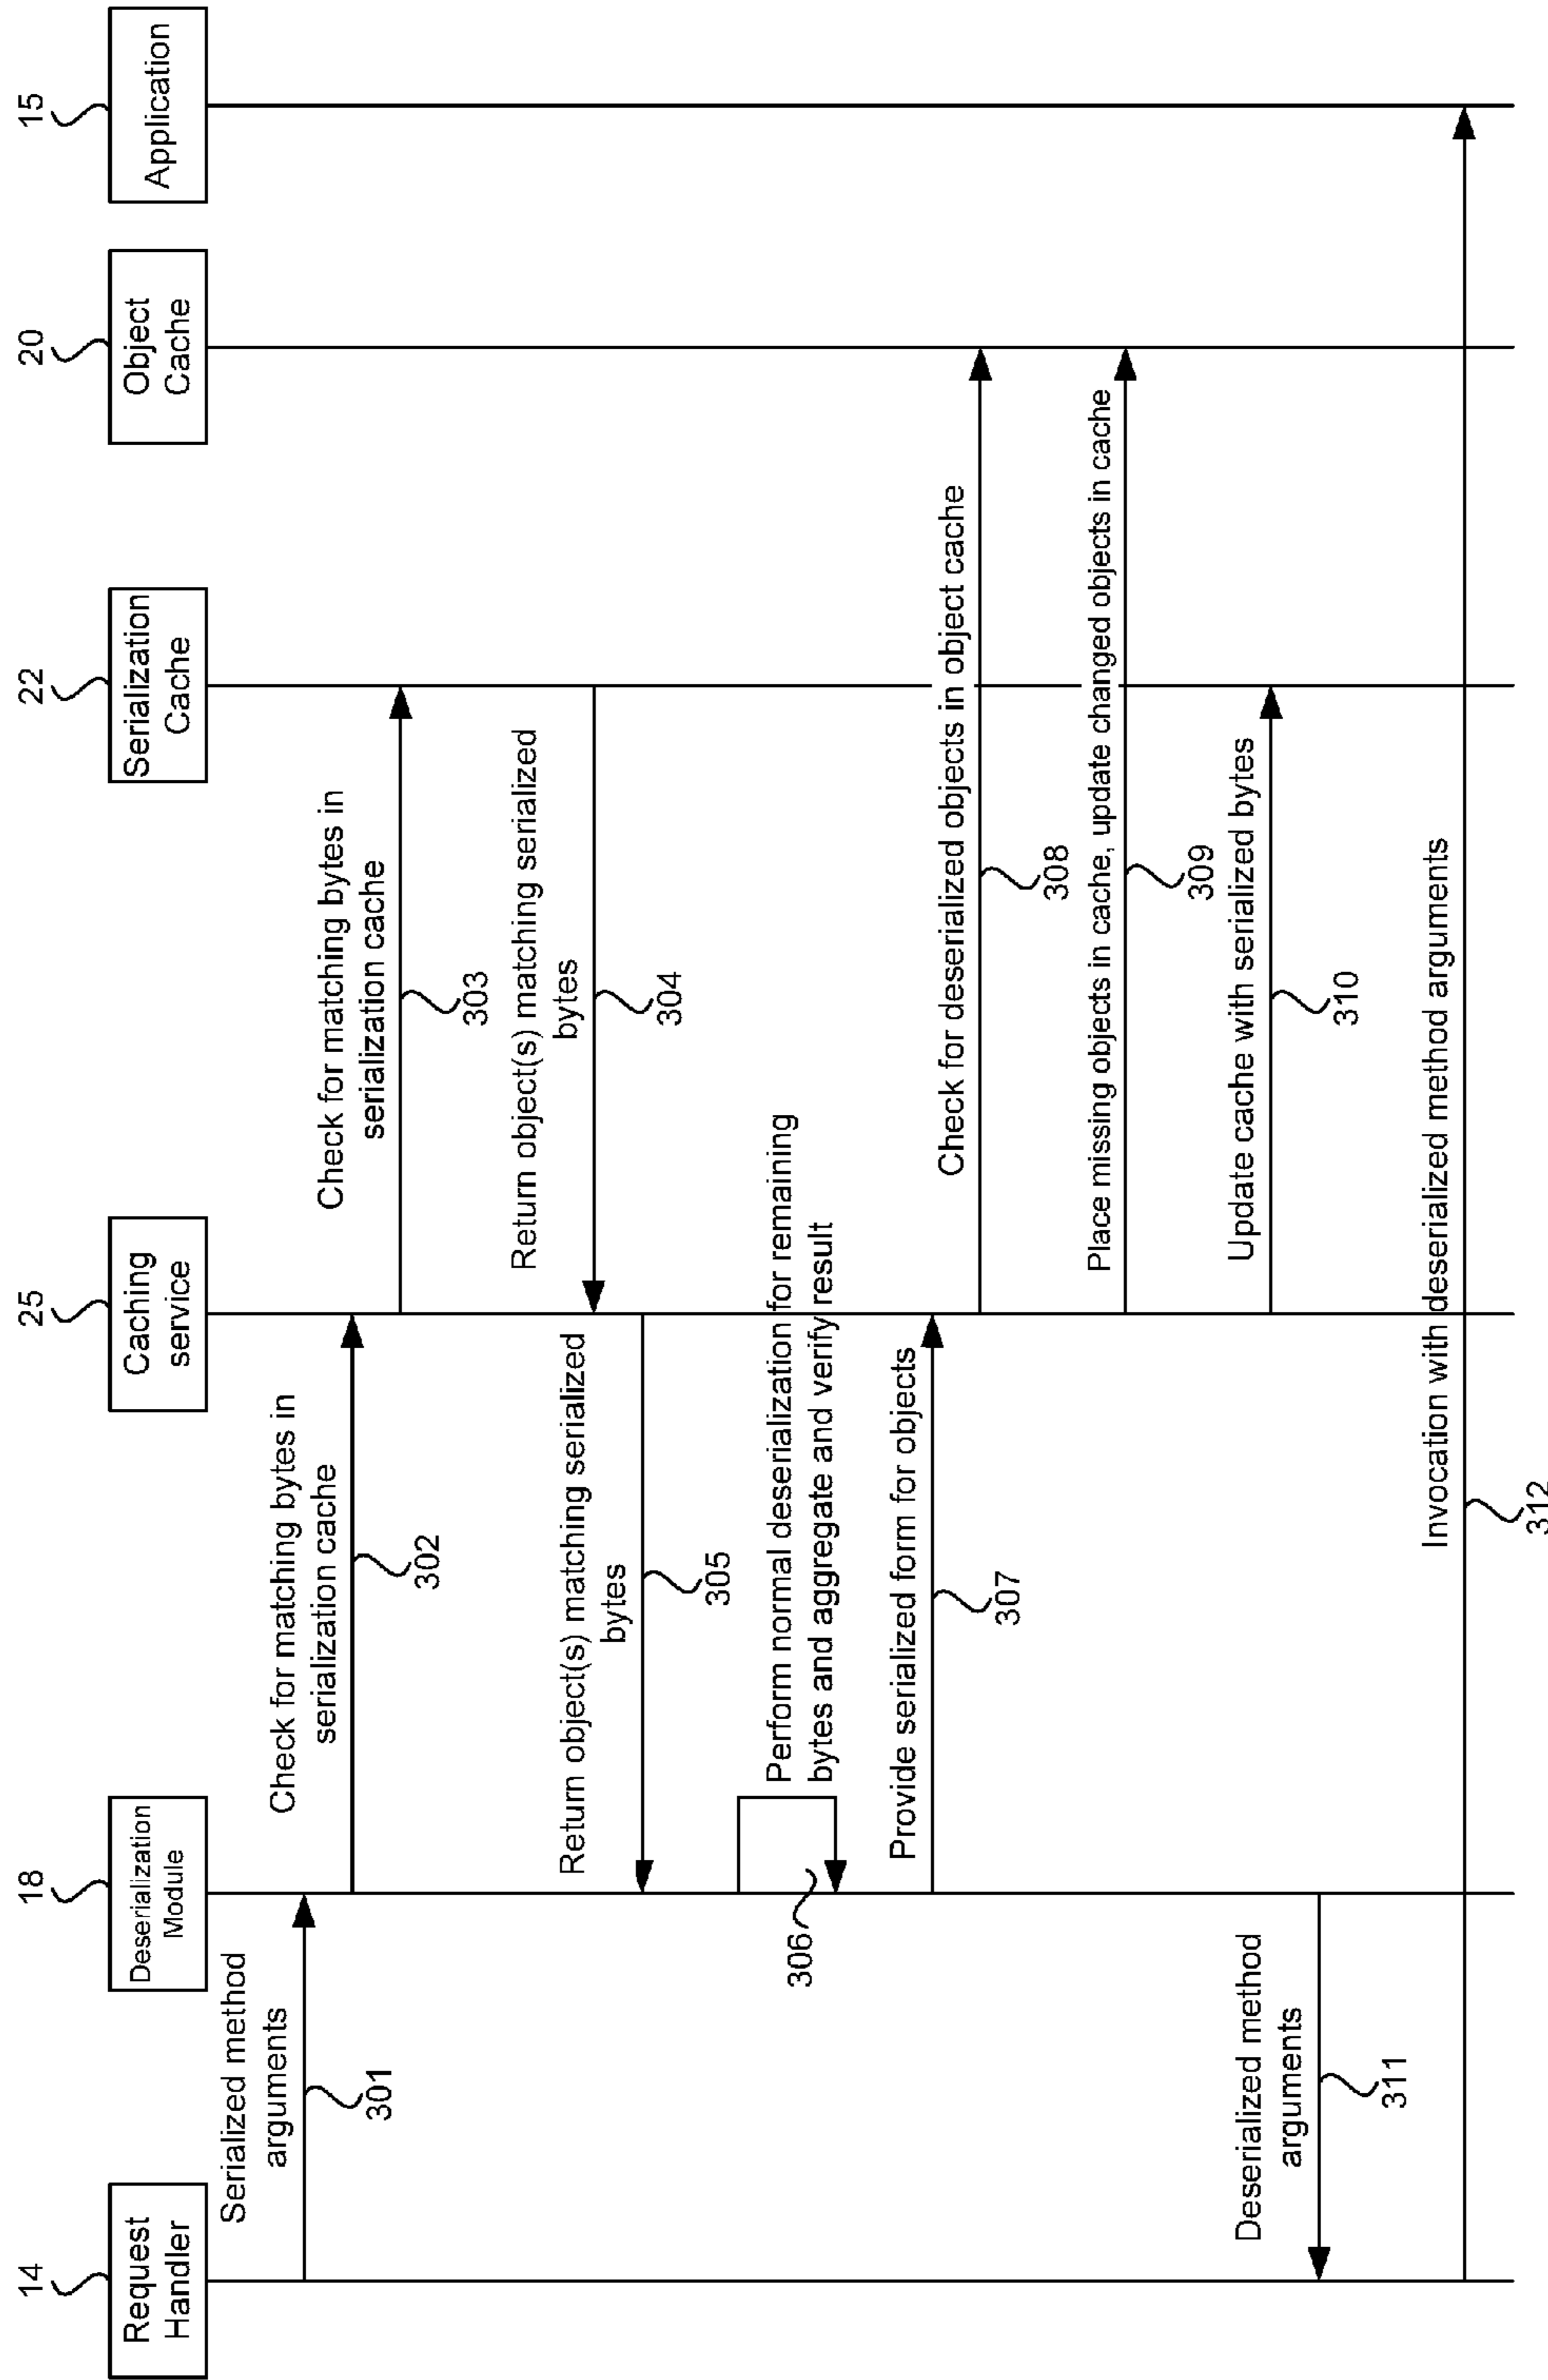 14
18
25
22
20
15
Request
Handler
Deserialization
Module
Caching
service
Serialization
Cache
Object
Cache
Application
Serialized method
arguments
301
Check for matching bytes in
serialization cache
302
Check for matching bytes in
serialization cache
303
Return object(s) matching serialized
bytes
304
Return object(s) matching serialized
bytes
305
Perform normal deserialization for remaining
bytes and aggregate and verify result
306
Provide serialized form for objects
307
Check for deserialized objects in object cache
308
Place missing objects in cache, update changed objects in cache
309
Update cache with serialized bytes
310
Deserialized method
arguments
311
Invocation with deserialized method arguments
312